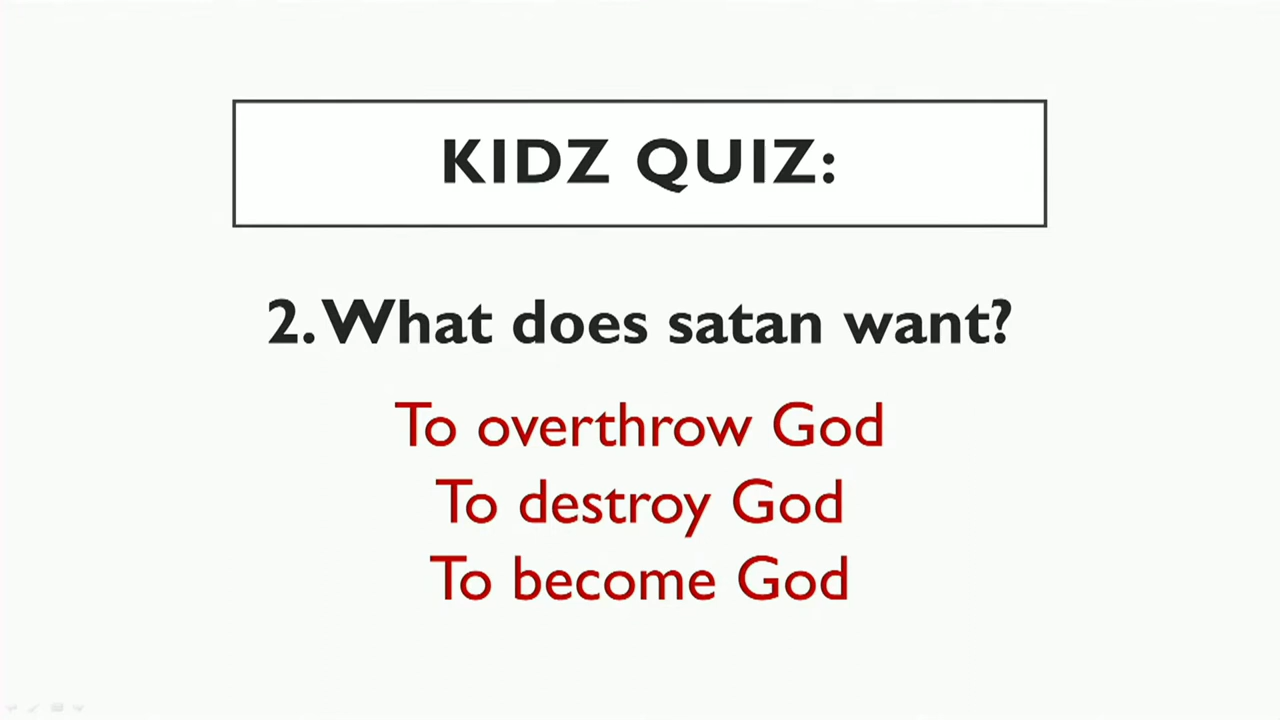 KIDZ QUIZ:
2. What does satan want?
To overthrow God
To destroy God
To become God